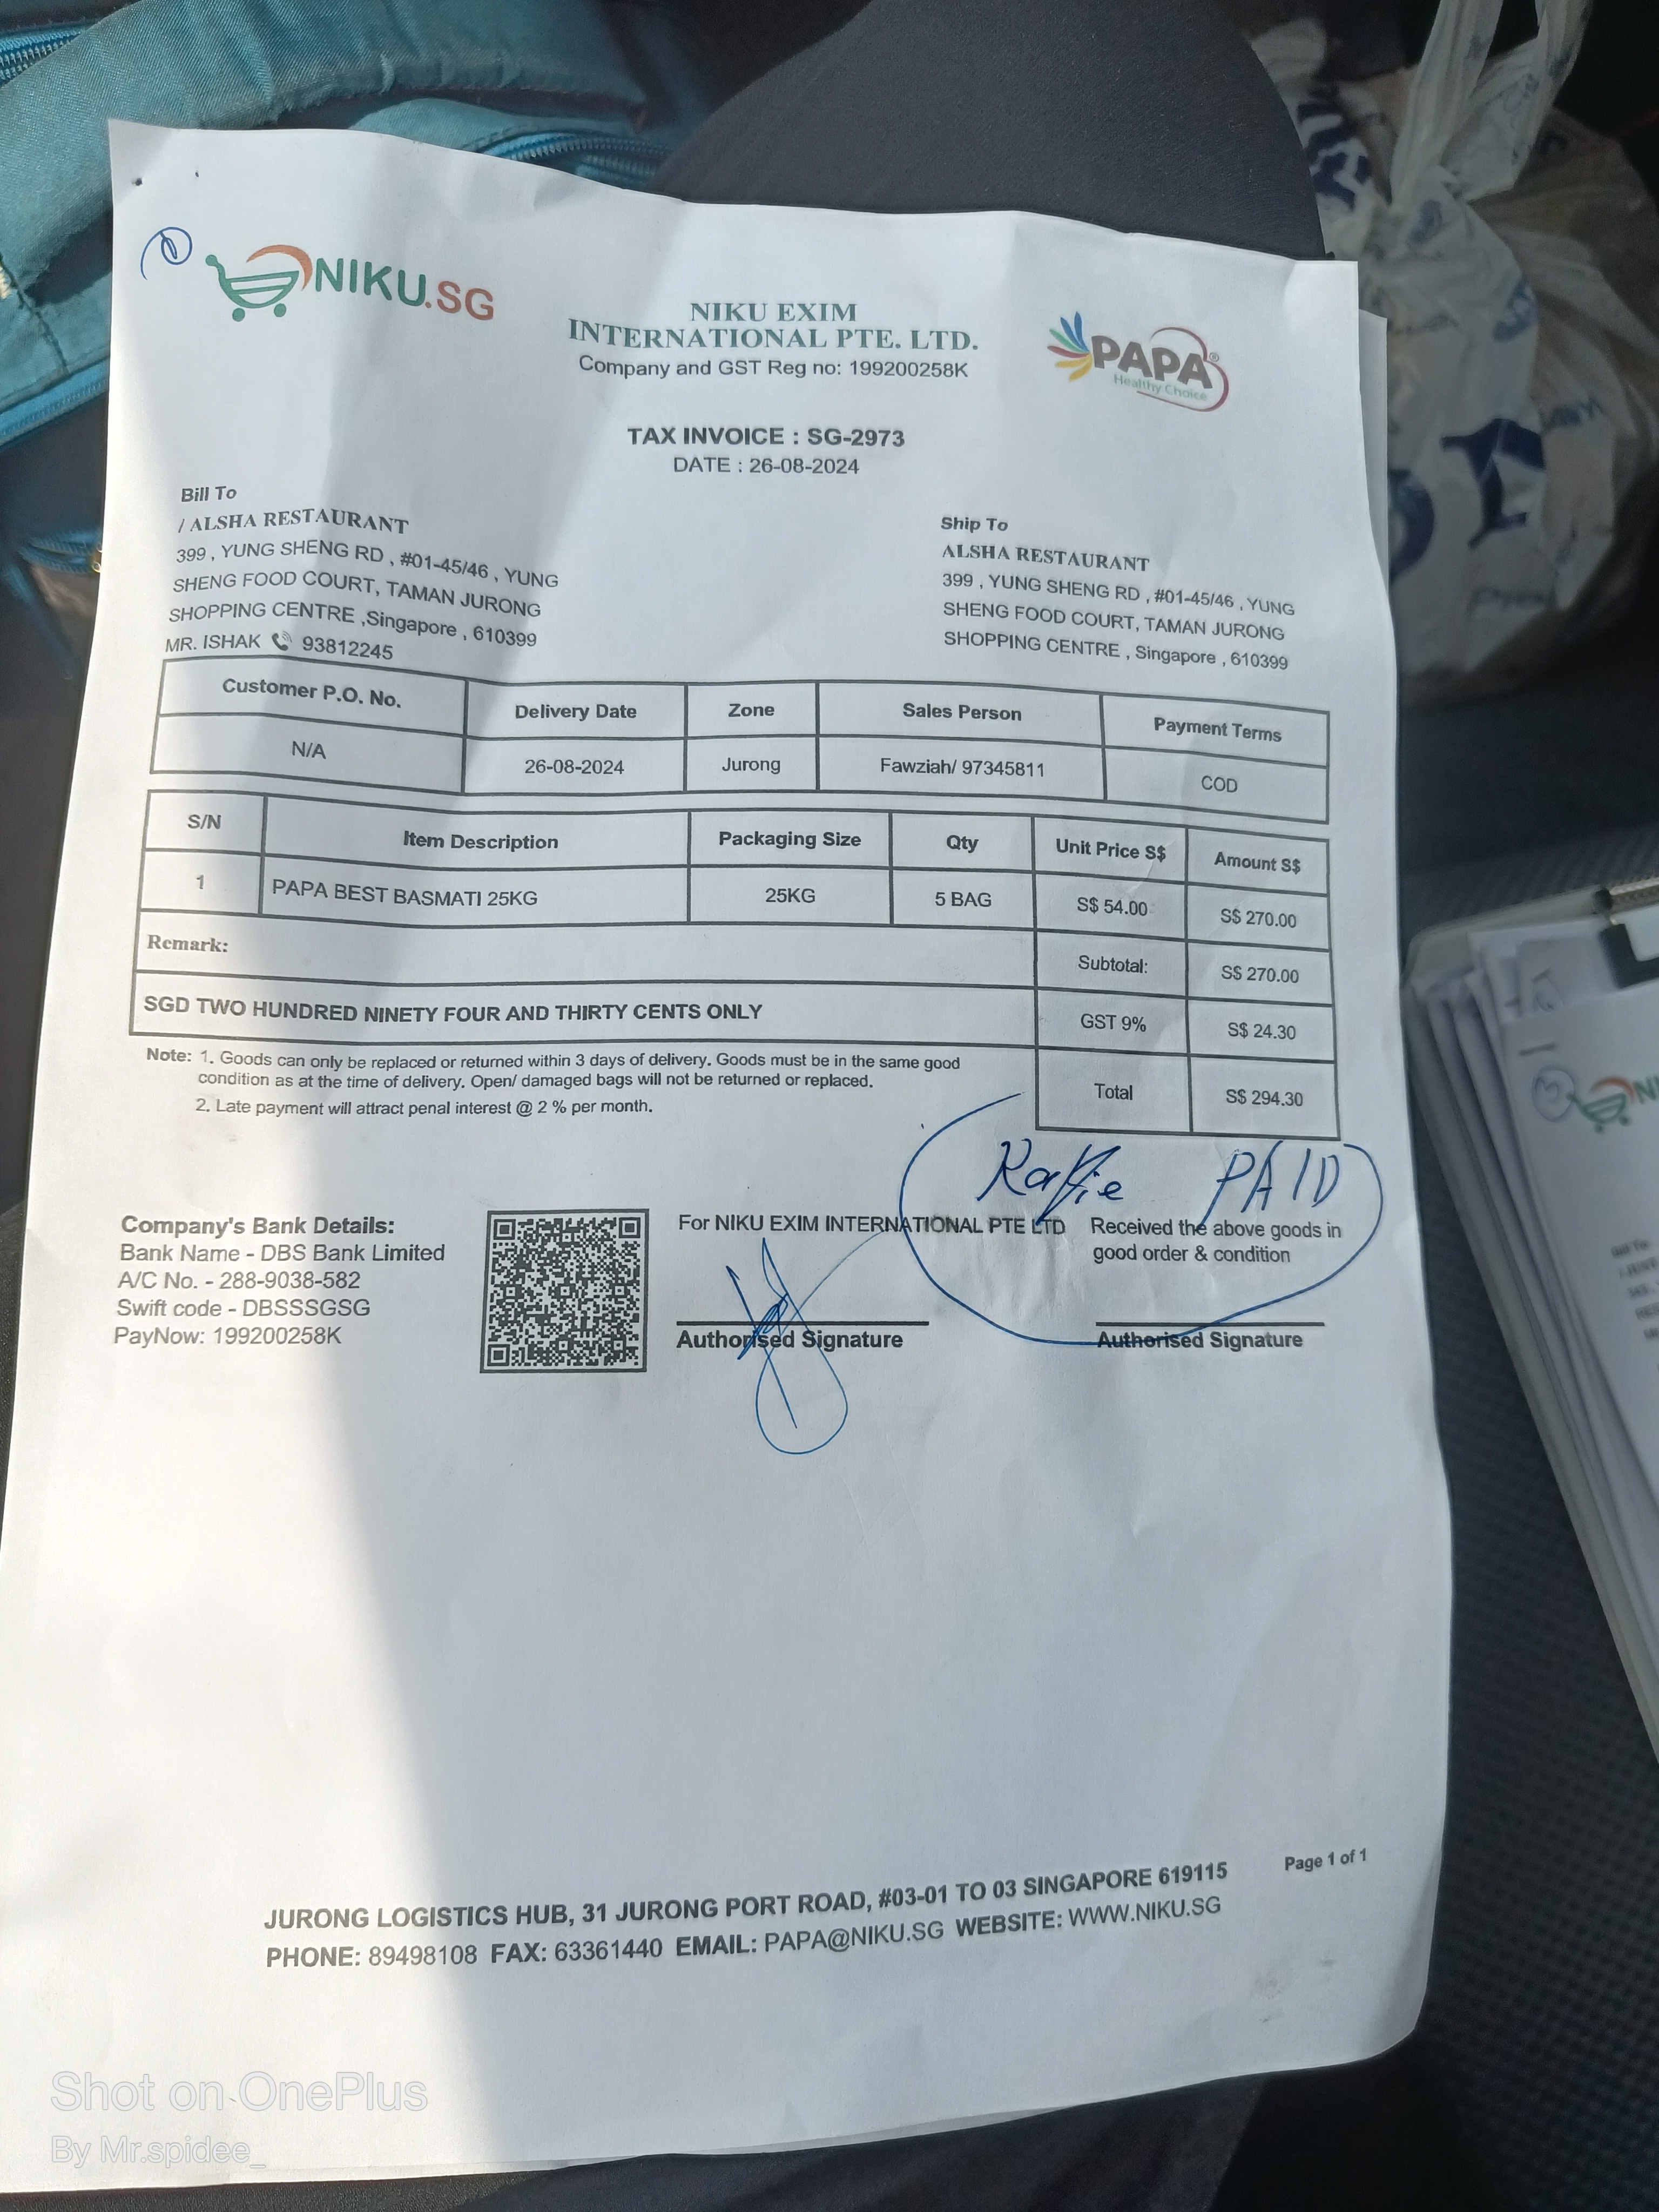 NIKU.SG
NIKU EXIM
INTERNATIONAL PTE. LTD.
Company and GST Reg no: 199200258K
PAPA®
Healthy Choice
TAX INVOICE : SG-2973
DATE : 26-08-2024
Bill To
/ ALSHA RESTAURANT
399 , YUNG SHENG RD , #01-45/46 , YUNG
SHENG FOOD COURT, TAMAN JURONG
SHOPPING CENTRE ,Singapore , 610399
MR. ISHAK 93812245
Ship To
ALSHA RESTAURANT
399 , YUNG SHENG RD , #01-45/46 , YUNG
SHENG FOOD COURT, TAMAN JURONG
SHOPPING CENTRE , Singapore , 610399
Customer P.O. No. Delivery Date Zone Sales Person Payment Terms
N/A 26-08-2024 Jurong Fawziah/ 97345811 COD
S/N Item Description Packaging Size Qty Unit Price S$ Amount S$
1 PAPA BEST BASMATI 25KG 25KG 5 BAG S$ 54.00 S$ 270.00
Remark: Subtotal: S$ 270.00
SGD TWO HUNDRED NINETY FOUR AND THIRTY CENTS ONLY GST 9% S$ 24.30
Total S$ 294.30
Note: 1. Goods can only be replaced or returned within 3 days of delivery. Goods must be in the same good
condition as at the time of delivery. Open/ damaged bags will not be returned or replaced.
2. Late payment will attract penal interest @ 2 % per month.
PAID
Company's Bank Details:
Bank Name - DBS Bank Limited
A/C No. - 288-9038-582
Swift code - DBSSSGSG
PayNow: 199200258K
For NIKU EXIM INTERNATIONAL PTE LTD
Authorised Signature
Received the above goods in
good order & condition
Authorised Signature
Page 1 of 1
JURONG LOGISTICS HUB, 31 JURONG PORT ROAD, #03-01 TO 03 SINGAPORE 619115
PHONE: 89498108 FAX: 63361440 EMAIL: PAPA@NIKU.SG WEBSITE: WWW.NIKU.SG
Shot on OnePlus
By Mr.spidee_